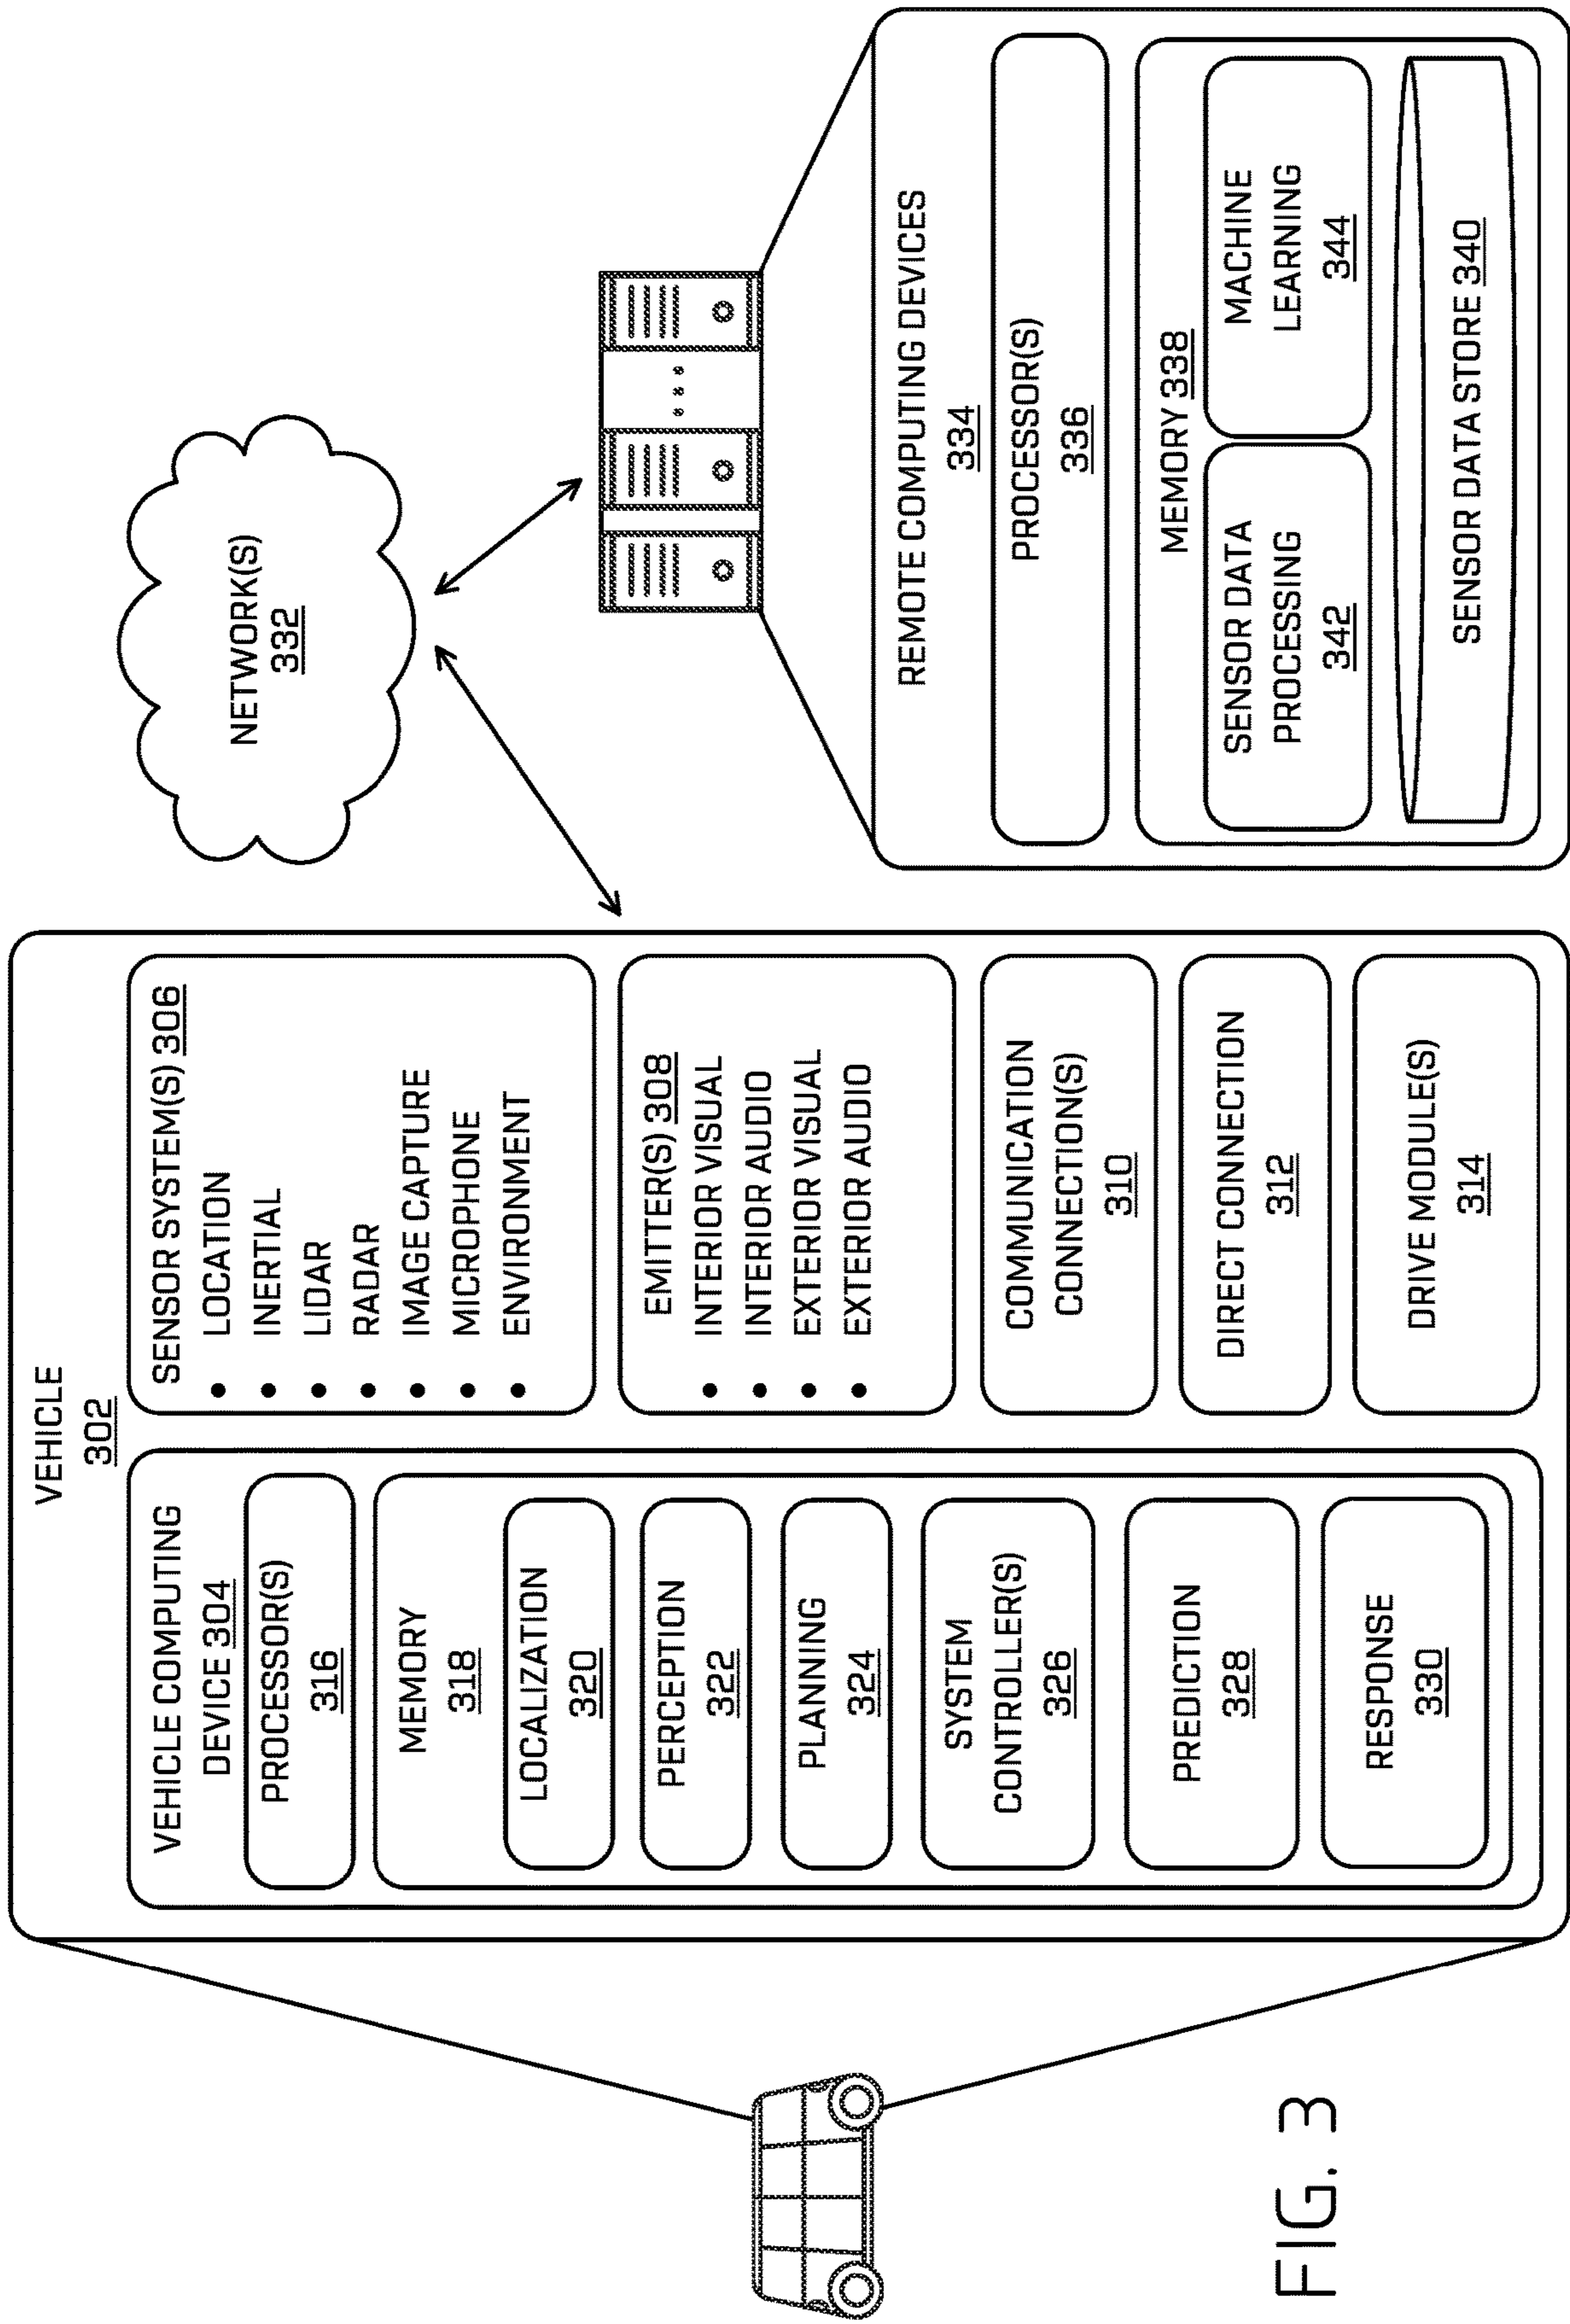 VEHICLE
302
VEHICLE COMPUTING
DEVICE 304
PROCESSOR(S)
316
MEMORY
318
LOCALIZATION
320
PERCEPTION
322
PLANNING
324
SYSTEM
CONTROLLER(S)
326
PREDICTION
328
RESPONSE
330
SENSOR SYSTEM(S) 306
• LOCATION
• INERTIAL
• LIDAR
• RADAR
• IMAGE CAPTURE
• MICROPHONE
• ENVIRONMENT
EMITTER(S) 308
• INTERIOR VISUAL
• INTERIOR AUDIO
• EXTERIOR VISUAL
• EXTERIOR AUDIO
COMMUNICATION
CONNECTION(S)
310
DIRECT CONNECTION
312
DRIVE MODULE(S)
314
NETWORK(S)
332
REMOTE COMPUTING DEVICES
334
PROCESSOR(S)
336
MEMORY 338
SENSOR DATA
PROCESSING
342
MACHINE
LEARNING
344
SENSOR DATA STORE 340
FIG. 3